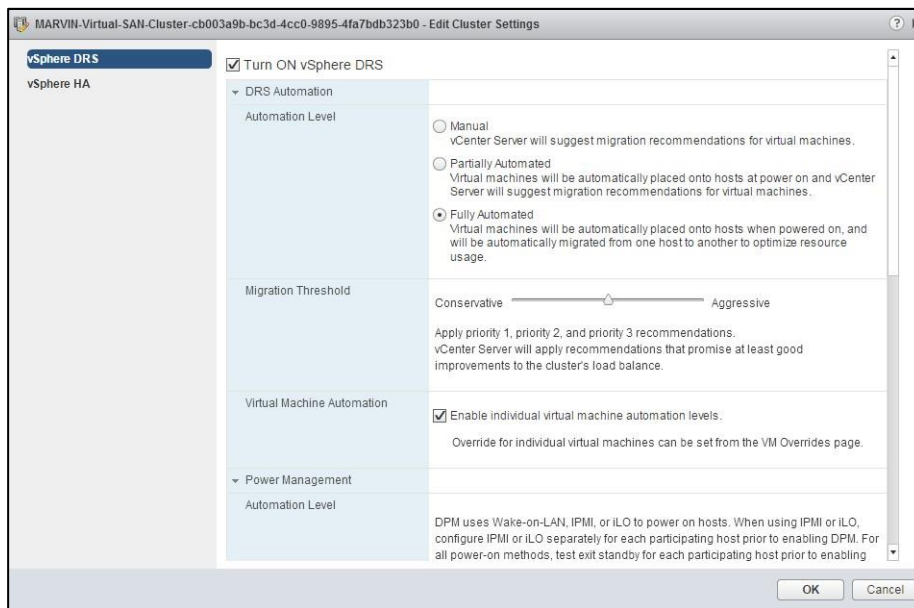 MARVIN-Virtual-SAN-Cluster-cb003a9b-bc3d-4cc0-9895-4fa7bdb323b0 - Edit Cluster Settings
?
vSphere DRS
vSphere HA
Turn ON vSphere DRS
DRS Automation
Automation Level
Manual
vCenter Server will suggest migration recommendations for virtual machines.
Partially Automated
Virtual machines will be automatically placed onto hosts at power on and vCenter
Server will suggest migration recommendations for virtual machines.
Fully Automated
Virtual machines will be automatically placed onto hosts when powered on, and
will be automatically migrated from one host to another to optimize resource
usage.
Migration Threshold
Conservative Aggressive
Apply priority 1, priority 2, and priority 3 recommendations.
vCenter Server will apply recommendations that promise at least good
improvements to the cluster's load balance.
Virtual Machine Automation
Enable individual virtual machine automation levels.
Override for individual virtual machines can be set from the VM Overrides page.
Power Management
Automation Level
DPM uses Wake-on-LAN, IPMI, or iLO to power on hosts. When using IPMI or iLO,
configure IPMI or iLO separately for each participating host prior to enabling DPM. For
all power-on methods, test exit standby for each participating host prior to enabling
OK Cancel